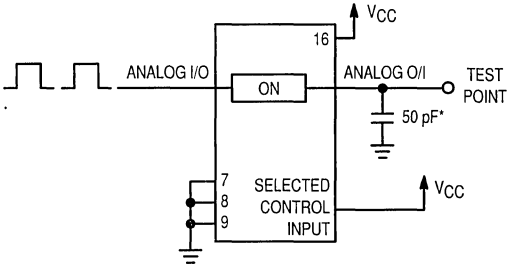 VCC
16
ANALOG I/O
ON
ANALOG O/I
TEST
POINT
50 pF*
7
8
9
SELECTED
CONTROL
INPUT
VCC